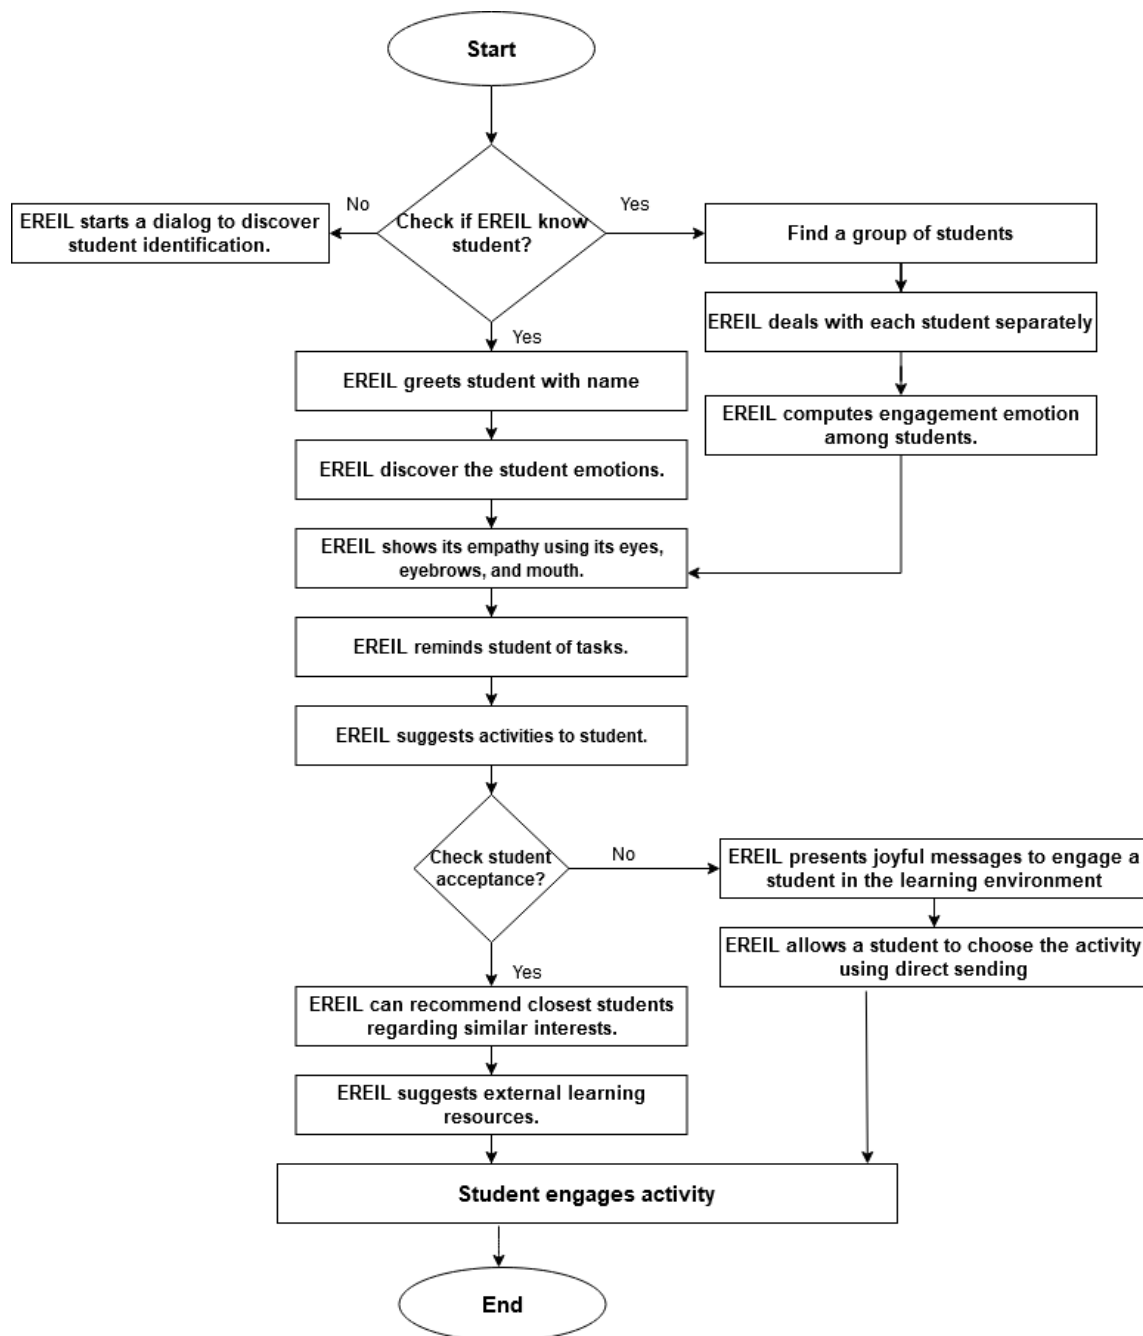 Start
No
Check if EREIL know
student?
Yes
EREIL starts a dialog to discover
student identification.
Find a group of students
EREIL deals with each student separately
Yes
EREIL greets student with name
EREIL computes engagement emotion
among students.
EREIL discover the student emotions.
EREIL shows its empathy using its eyes,
eyebrows, and mouth.
EREIL reminds student of tasks.
EREIL suggests activities to student.
Check student
acceptance?
No
EREIL presents joyful messages to engage a
student in the learning environment
EREIL allows a student to choose the activity
using direct sending
Yes
EREIL can recommend closest students
regarding similar interests.
EREIL suggests external learning
resources.
Student engages activity
End